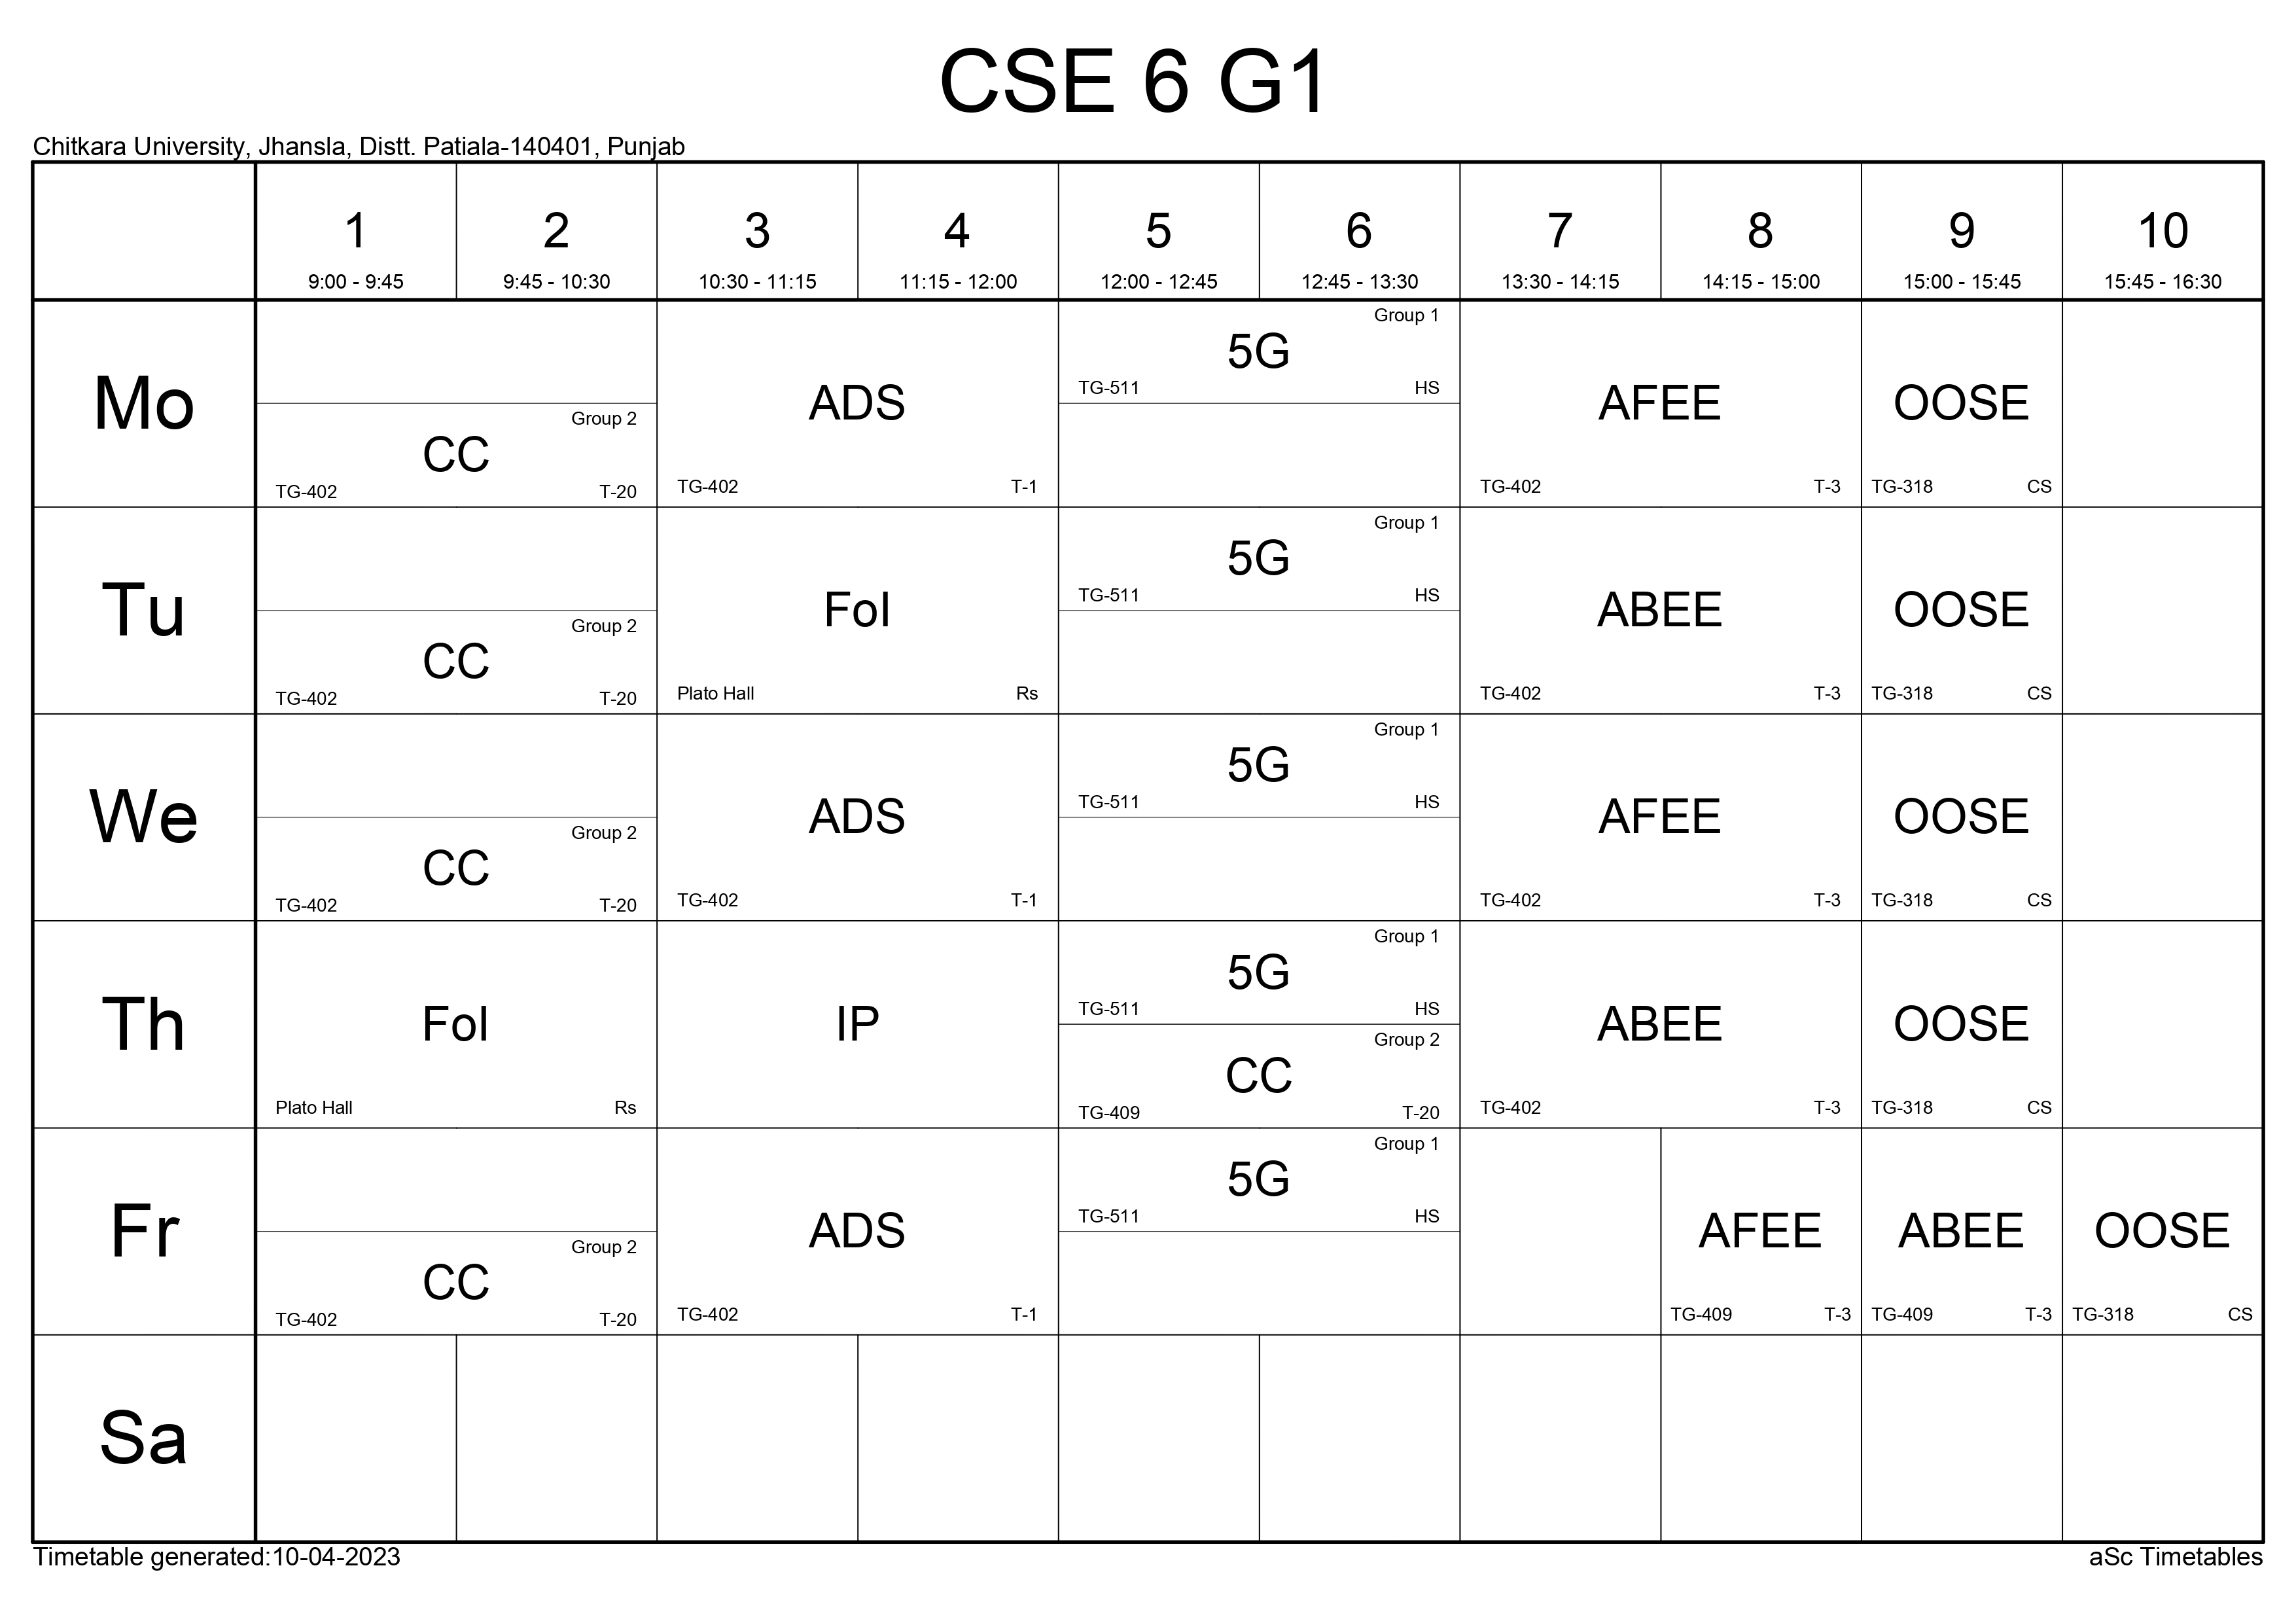 CSE 6 G1
Chitkara University, Jhansla, Distt. Patiala-140401, Punjab
1 2 3 4 5 6 7 8 9 10
9:00 - 9:45 9:45 - 10:30 10:30 - 11:15 11:15 - 12:00 12:00 - 12:45 12:45 - 13:30 13:30 - 14:15 14:15 - 15:00 15:00 - 15:45 15:45 - 16:30
Mo
Group 2
CC
TG-402 T-20
ADS
TG-402 T-1
Group 1
5G
TG-511 HS
AFEE
TG-402 T-3
OOSE
TG-318 CS
Tu
Group 2
CC
TG-402 T-20
FoI
Plato Hall Rs
Group 1
5G
TG-511 HS
ABEE
TG-402 T-3
OOSE
TG-318 CS
We
Group 2
CC
TG-402 T-20
ADS
TG-402 T-1
Group 1
5G
TG-511 HS
AFEE
TG-402 T-3
OOSE
TG-318 CS
Th
FoI
Plato Hall Rs
IP
Group 1
5G
TG-511 HS
Group 2
CC
TG-409 T-20
ABEE
TG-402 T-3
OOSE
TG-318 CS
Fr
Group 2
CC
TG-402 T-20
ADS
TG-402 T-1
Group 1
5G
TG-511 HS
AFEE
TG-409 T-3
ABEE
TG-409 T-3
OOSE
TG-318 CS
Sa
Timetable generated:10-04-2023
aSc Timetables